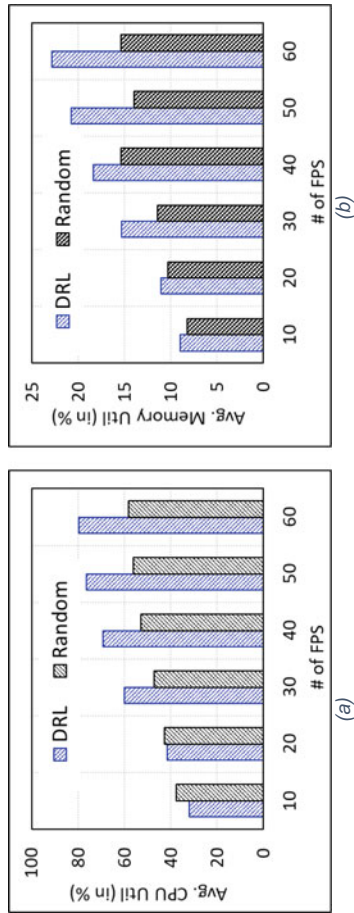 100
80
60
40
20
0
Avg. CPU Util (in %)
DRL
Random
10 20 30 40 50 60
# of FPS
(a)
25
20
15
10
5
0
Avg. Memory Util (in %)
DRL
Random
10 20 30 40 50 60
# of FPS
(b)